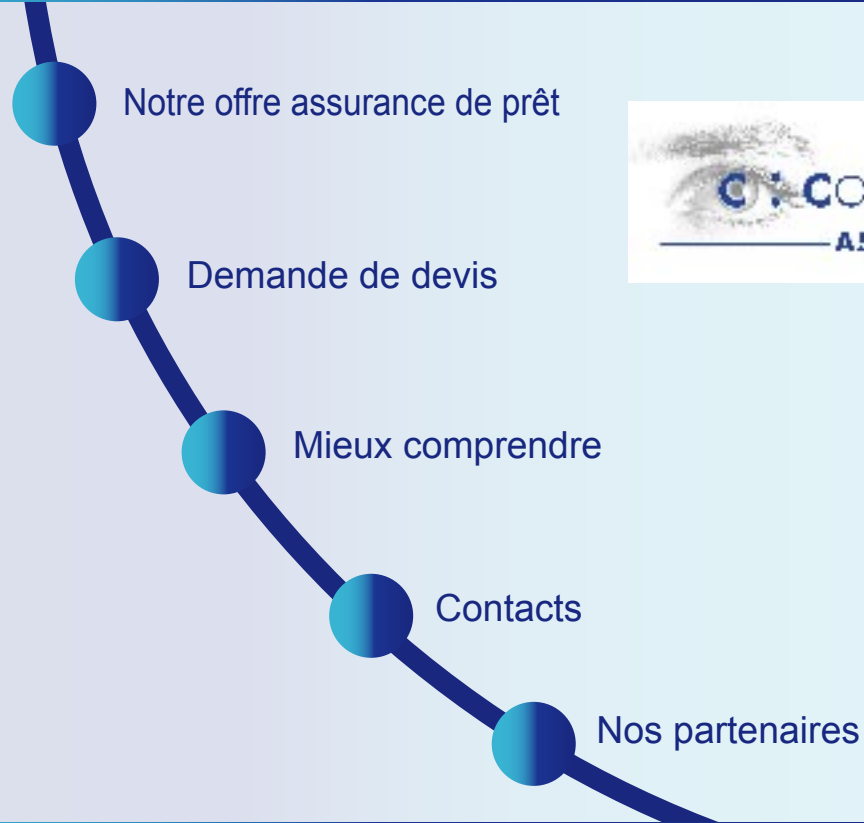 Notre offre assurance de prêt
Demande de devis
Mieux comprendre
Contacts
Nos partenaires